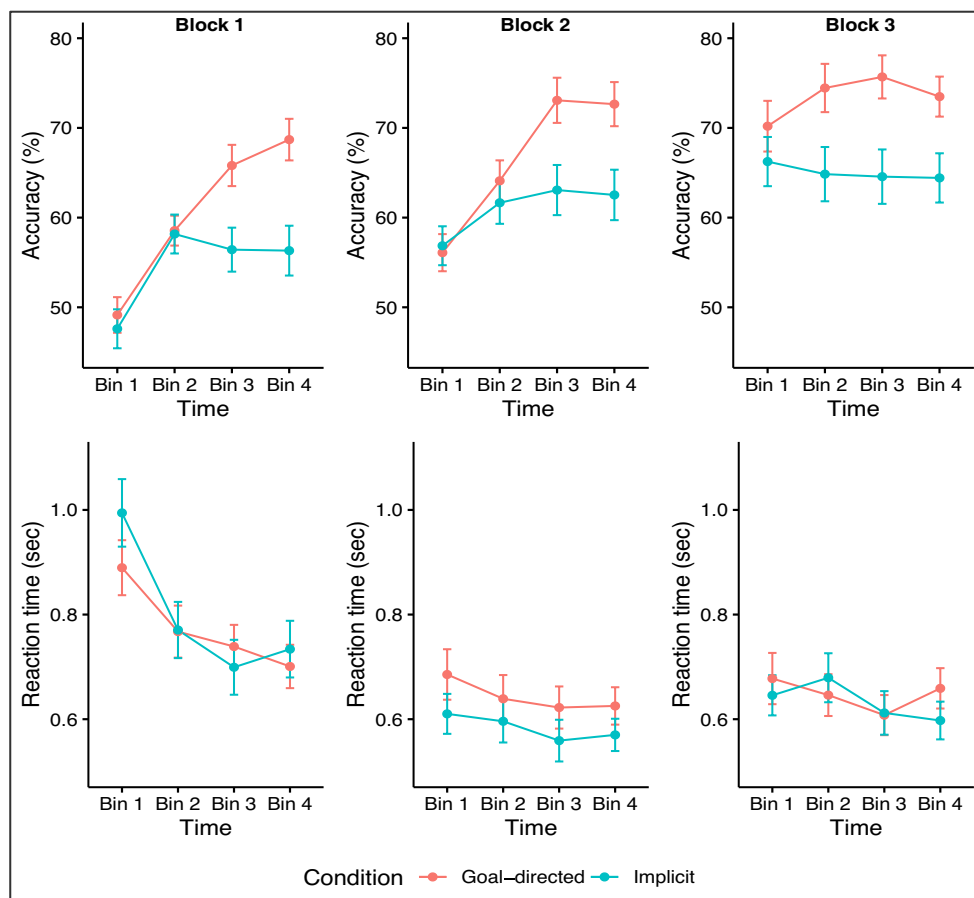 Block 1
Block 2
Block 3
Accuracy (%)
80
70
60
50
Bin 1 Bin 2 Bin 3 Bin 4
Time
Accuracy (%)
80
70
60
50
Bin 1 Bin 2 Bin 3 Bin 4
Time
Accuracy (%)
80
70
60
50
Bin 1 Bin 2 Bin 3 Bin 4
Time
Reaction time (sec)
1.0
0.8
0.6
Bin 1 Bin 2 Bin 3 Bin 4
Time
Reaction time (sec)
1.0
0.8
0.6
Bin 1 Bin 2 Bin 3 Bin 4
Time
Reaction time (sec)
1.0
0.8
0.6
Bin 1 Bin 2 Bin 3 Bin 4
Time
Condition Goal–directed Implicit